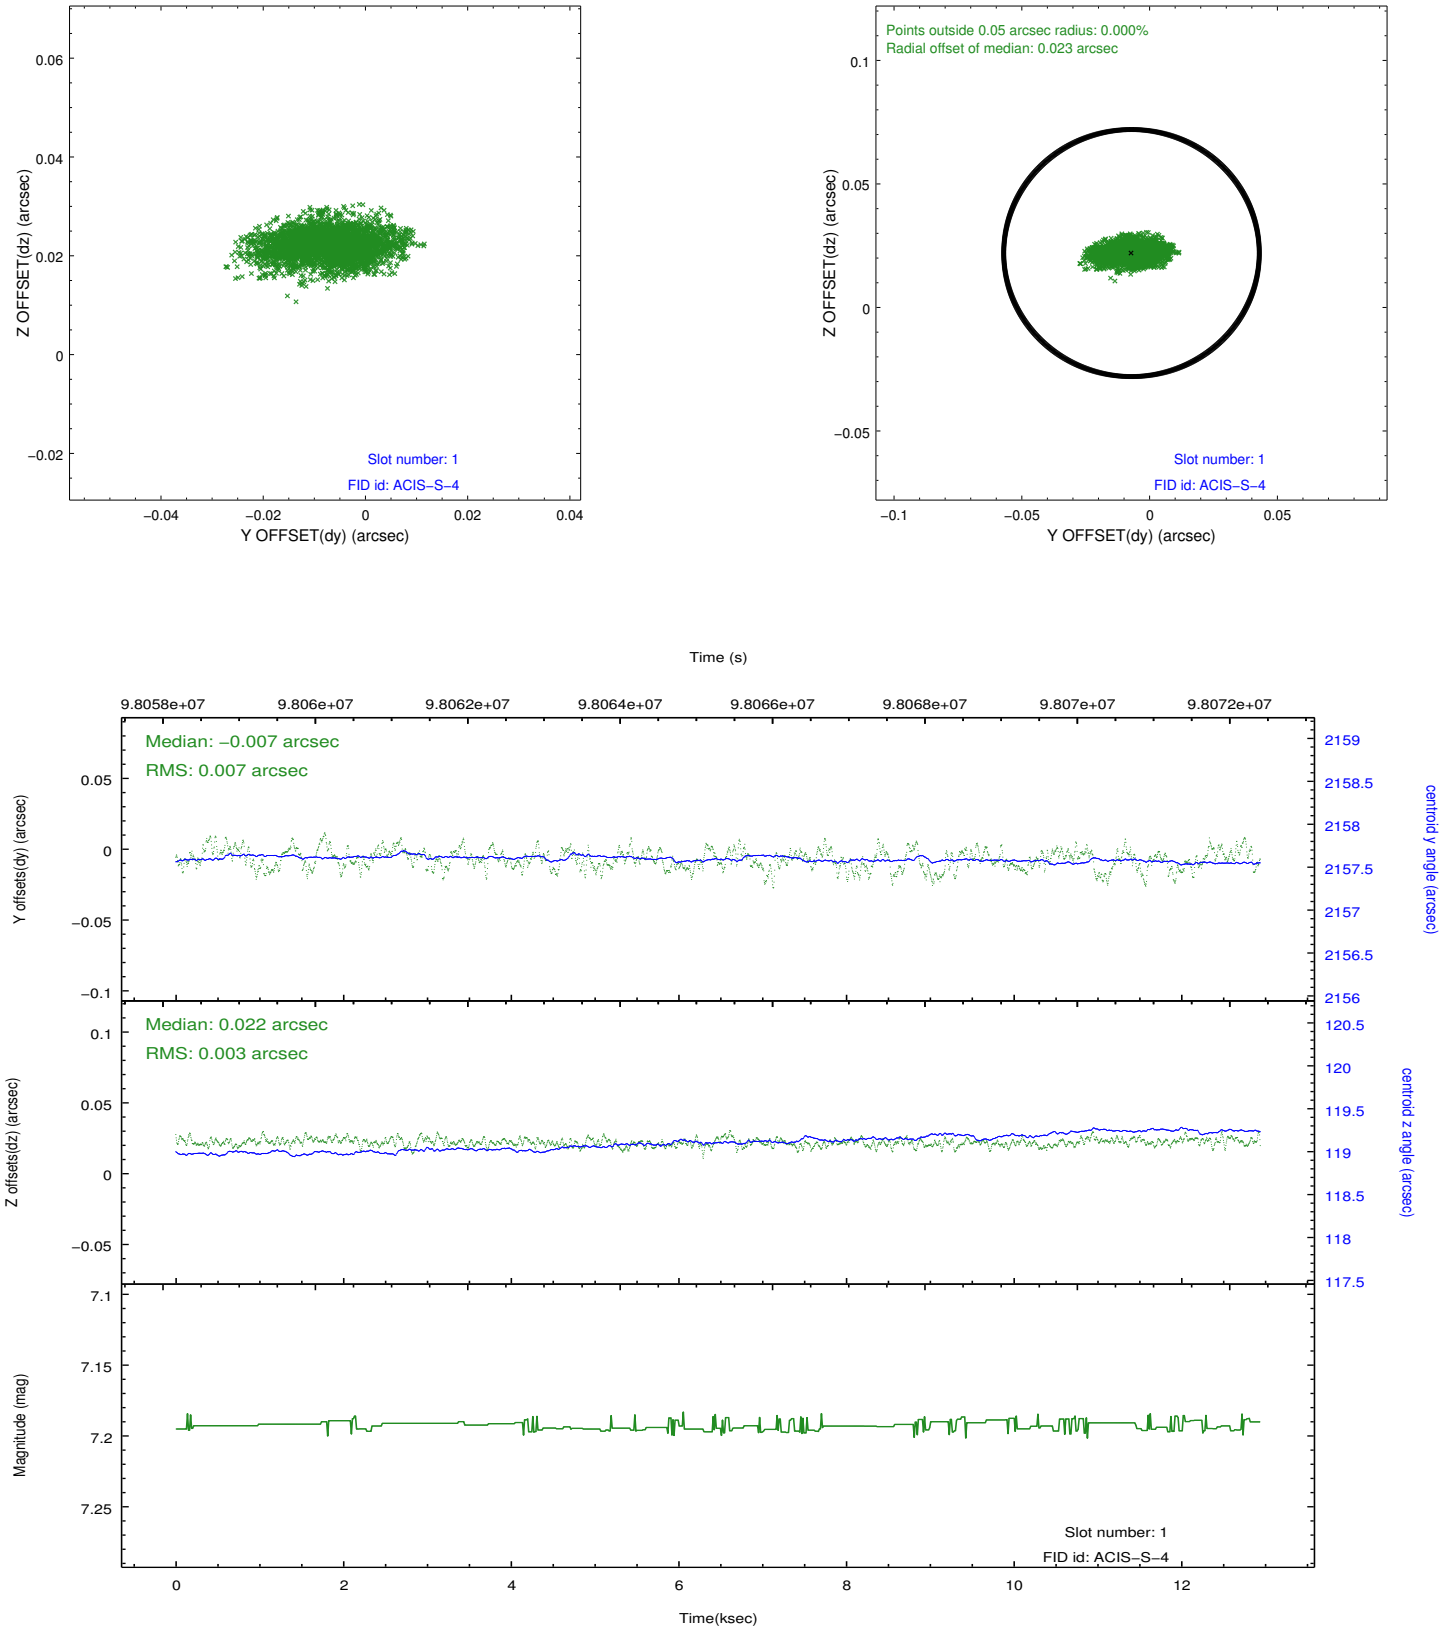 0.06
0.04
0.02
0
−0.02
Z OFFSET(dz) (arcsec)
Slot number: 1
FID id: ACIS−S−4
−0.04
−0.02
0
0.02
0.04
Y OFFSET(dy) (arcsec)
Points outside 0.05 arcsec radius: 0.000%
Radial offset of median: 0.023 arcsec
0.1
0.05
0
−0.05
Z OFFSET(dz) (arcsec)
Slot number: 1
FID id: ACIS−S−4
−0.1
−0.05
0
0.05
Y OFFSET(dy) (arcsec)
Time (s)
9.8058e+07
9.806e+07
9.8062e+07
9.8064e+07
9.8066e+07
9.8068e+07
9.807e+07
9.8072e+07
Median: −0.007 arcsec
RMS: 0.007 arcsec
0.05
0
−0.05
−0.1
Y offsets(dy) (arcsec)
2159
2158.5
2158
2157.5
2157
2156.5
2156
centroid y angle (arcsec)
Median: 0.022 arcsec
RMS: 0.003 arcsec
0.1
0.05
0
−0.05
Z offsets(dz) (arcsec)
120.5
120
119.5
119
118.5
118
117.5
centroid z angle (arcsec)
7.1
7.15
7.2
7.25
Magnitude (mag)
Slot number: 1
FID id: ACIS−S−4
0
2
4
6
8
10
12
Time(ksec)